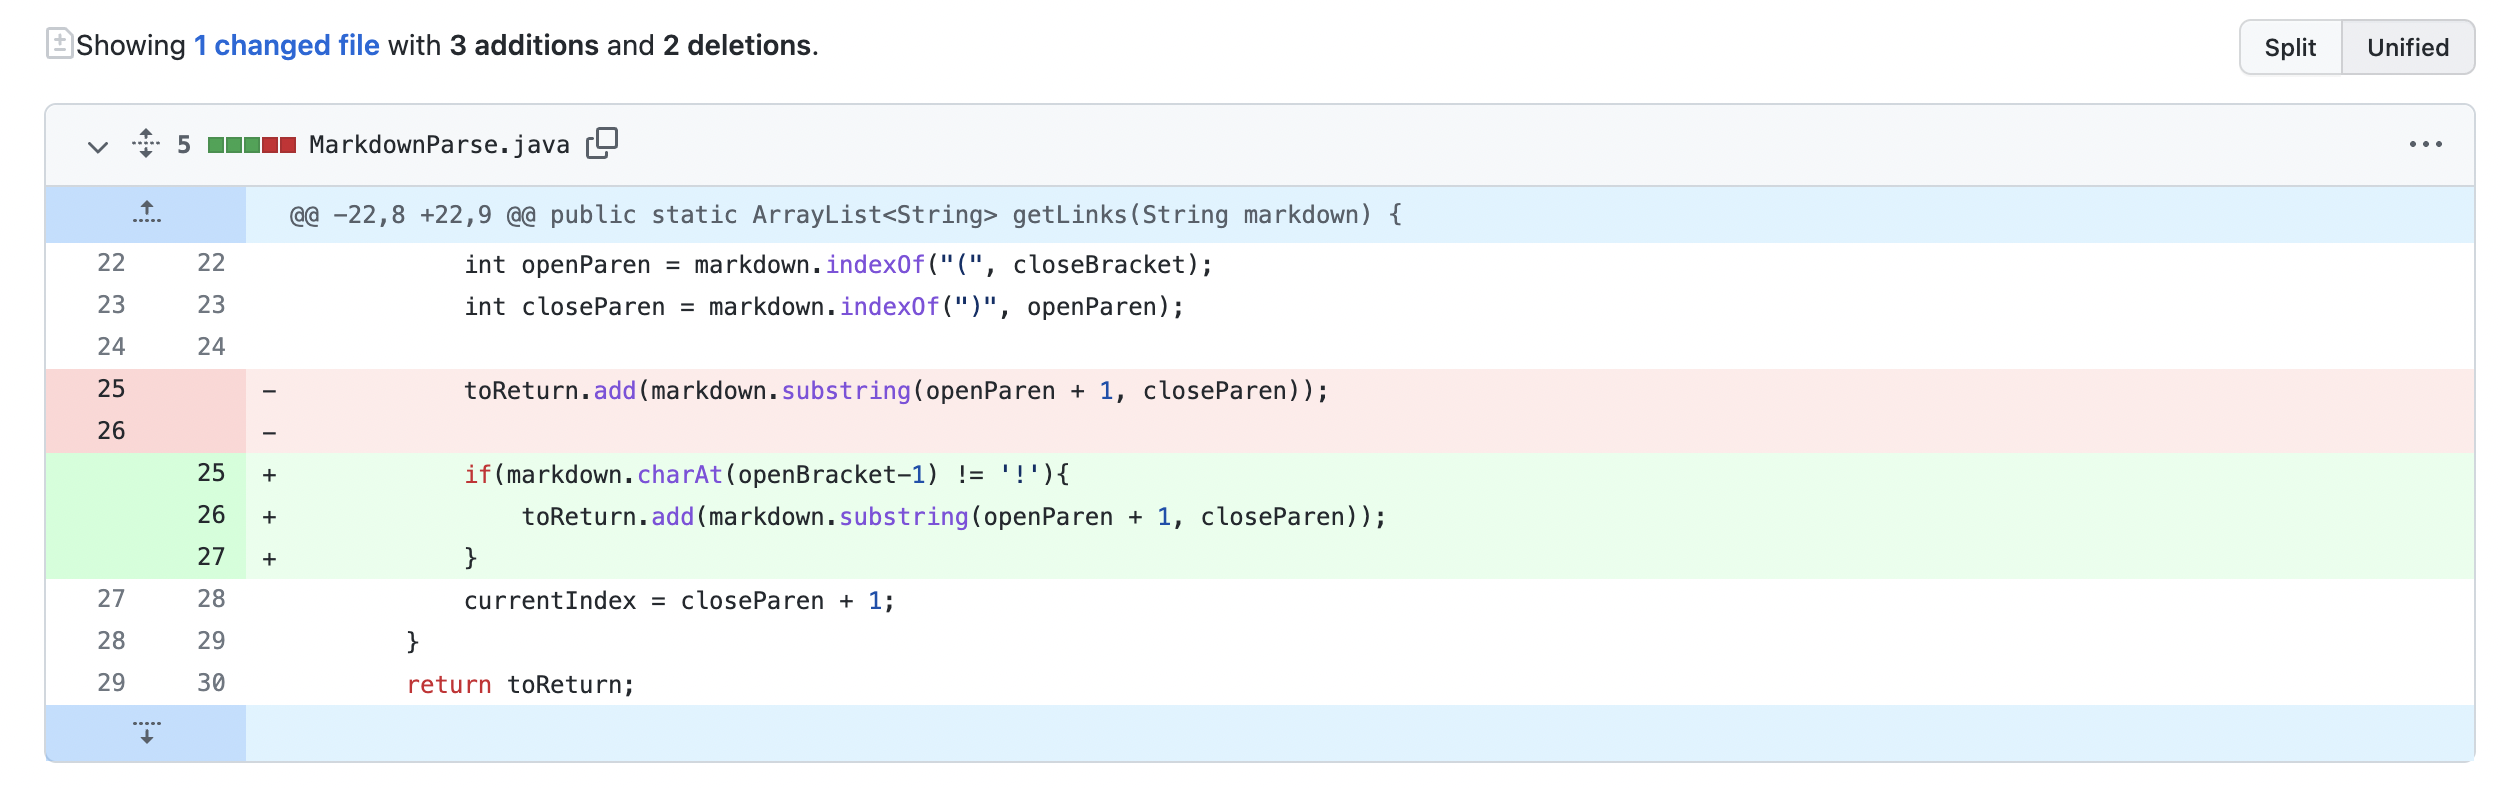 Showing 1 changed file with 3 additions and 2 deletions.
Split Unified
5 MarkdownParse.java
@@ -22,8 +22,9 @@ public static ArrayList<String> getLinks(String markdown) {
22 22 int openParen = markdown.indexOf("(", closeBracket);
23 23 int closeParen = markdown.indexOf(")", openParen);
24 24
25 - toReturn.add(markdown.substring(openParen + 1, closeParen));
26 -
25 + if(markdown.charAt(openBracket-1) != '!'){
26 + toReturn.add(markdown.substring(openParen + 1, closeParen));
27 + }
27 28 currentIndex = closeParen + 1;
28 29 }
29 30 return toReturn;